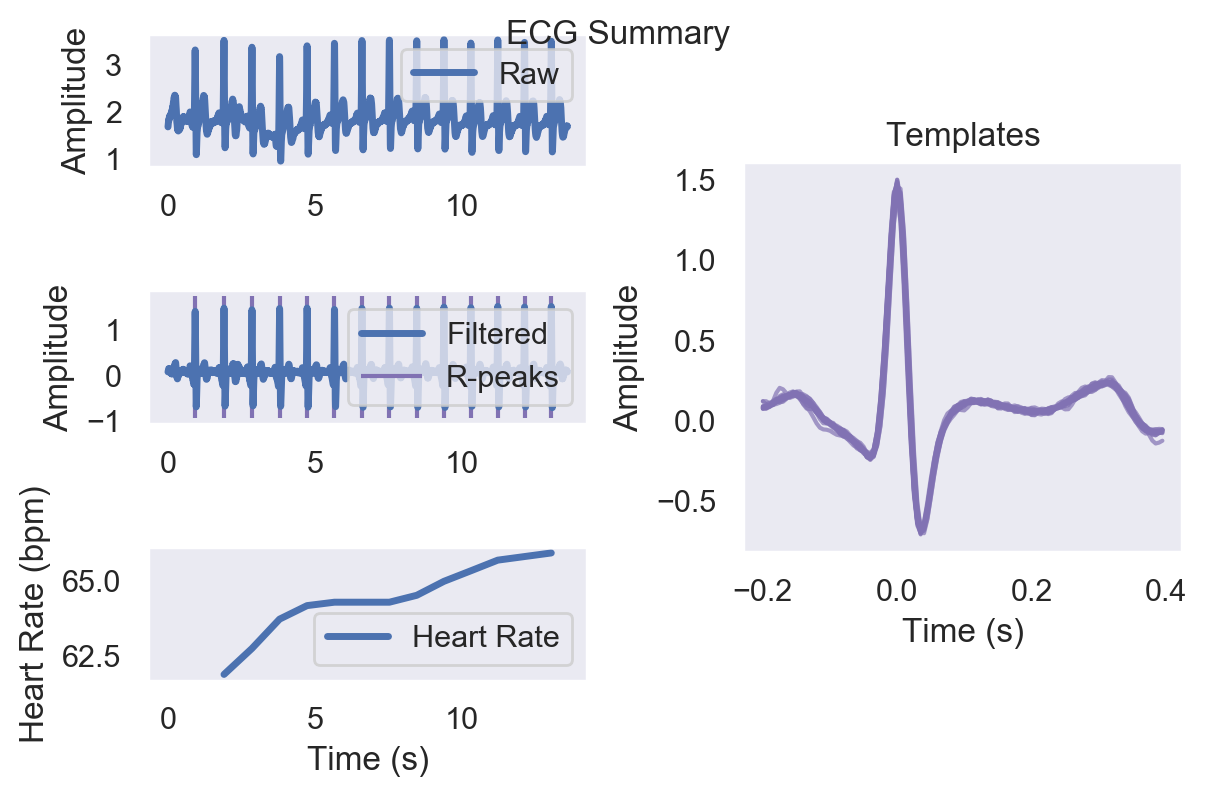 ECG Summary
Amplitude
3
2
1
Raw
0 5 10
Amplitude
1
0
−1
Filtered
R-peaks
0 5 10
Heart Rate (bpm)
65.0
62.5
Heart Rate
0 5 10
Time (s)
Templates
Amplitude
1.5
1.0
0.5
0.0
−0.5
−0.2 0.0 0.2 0.4
Time (s)